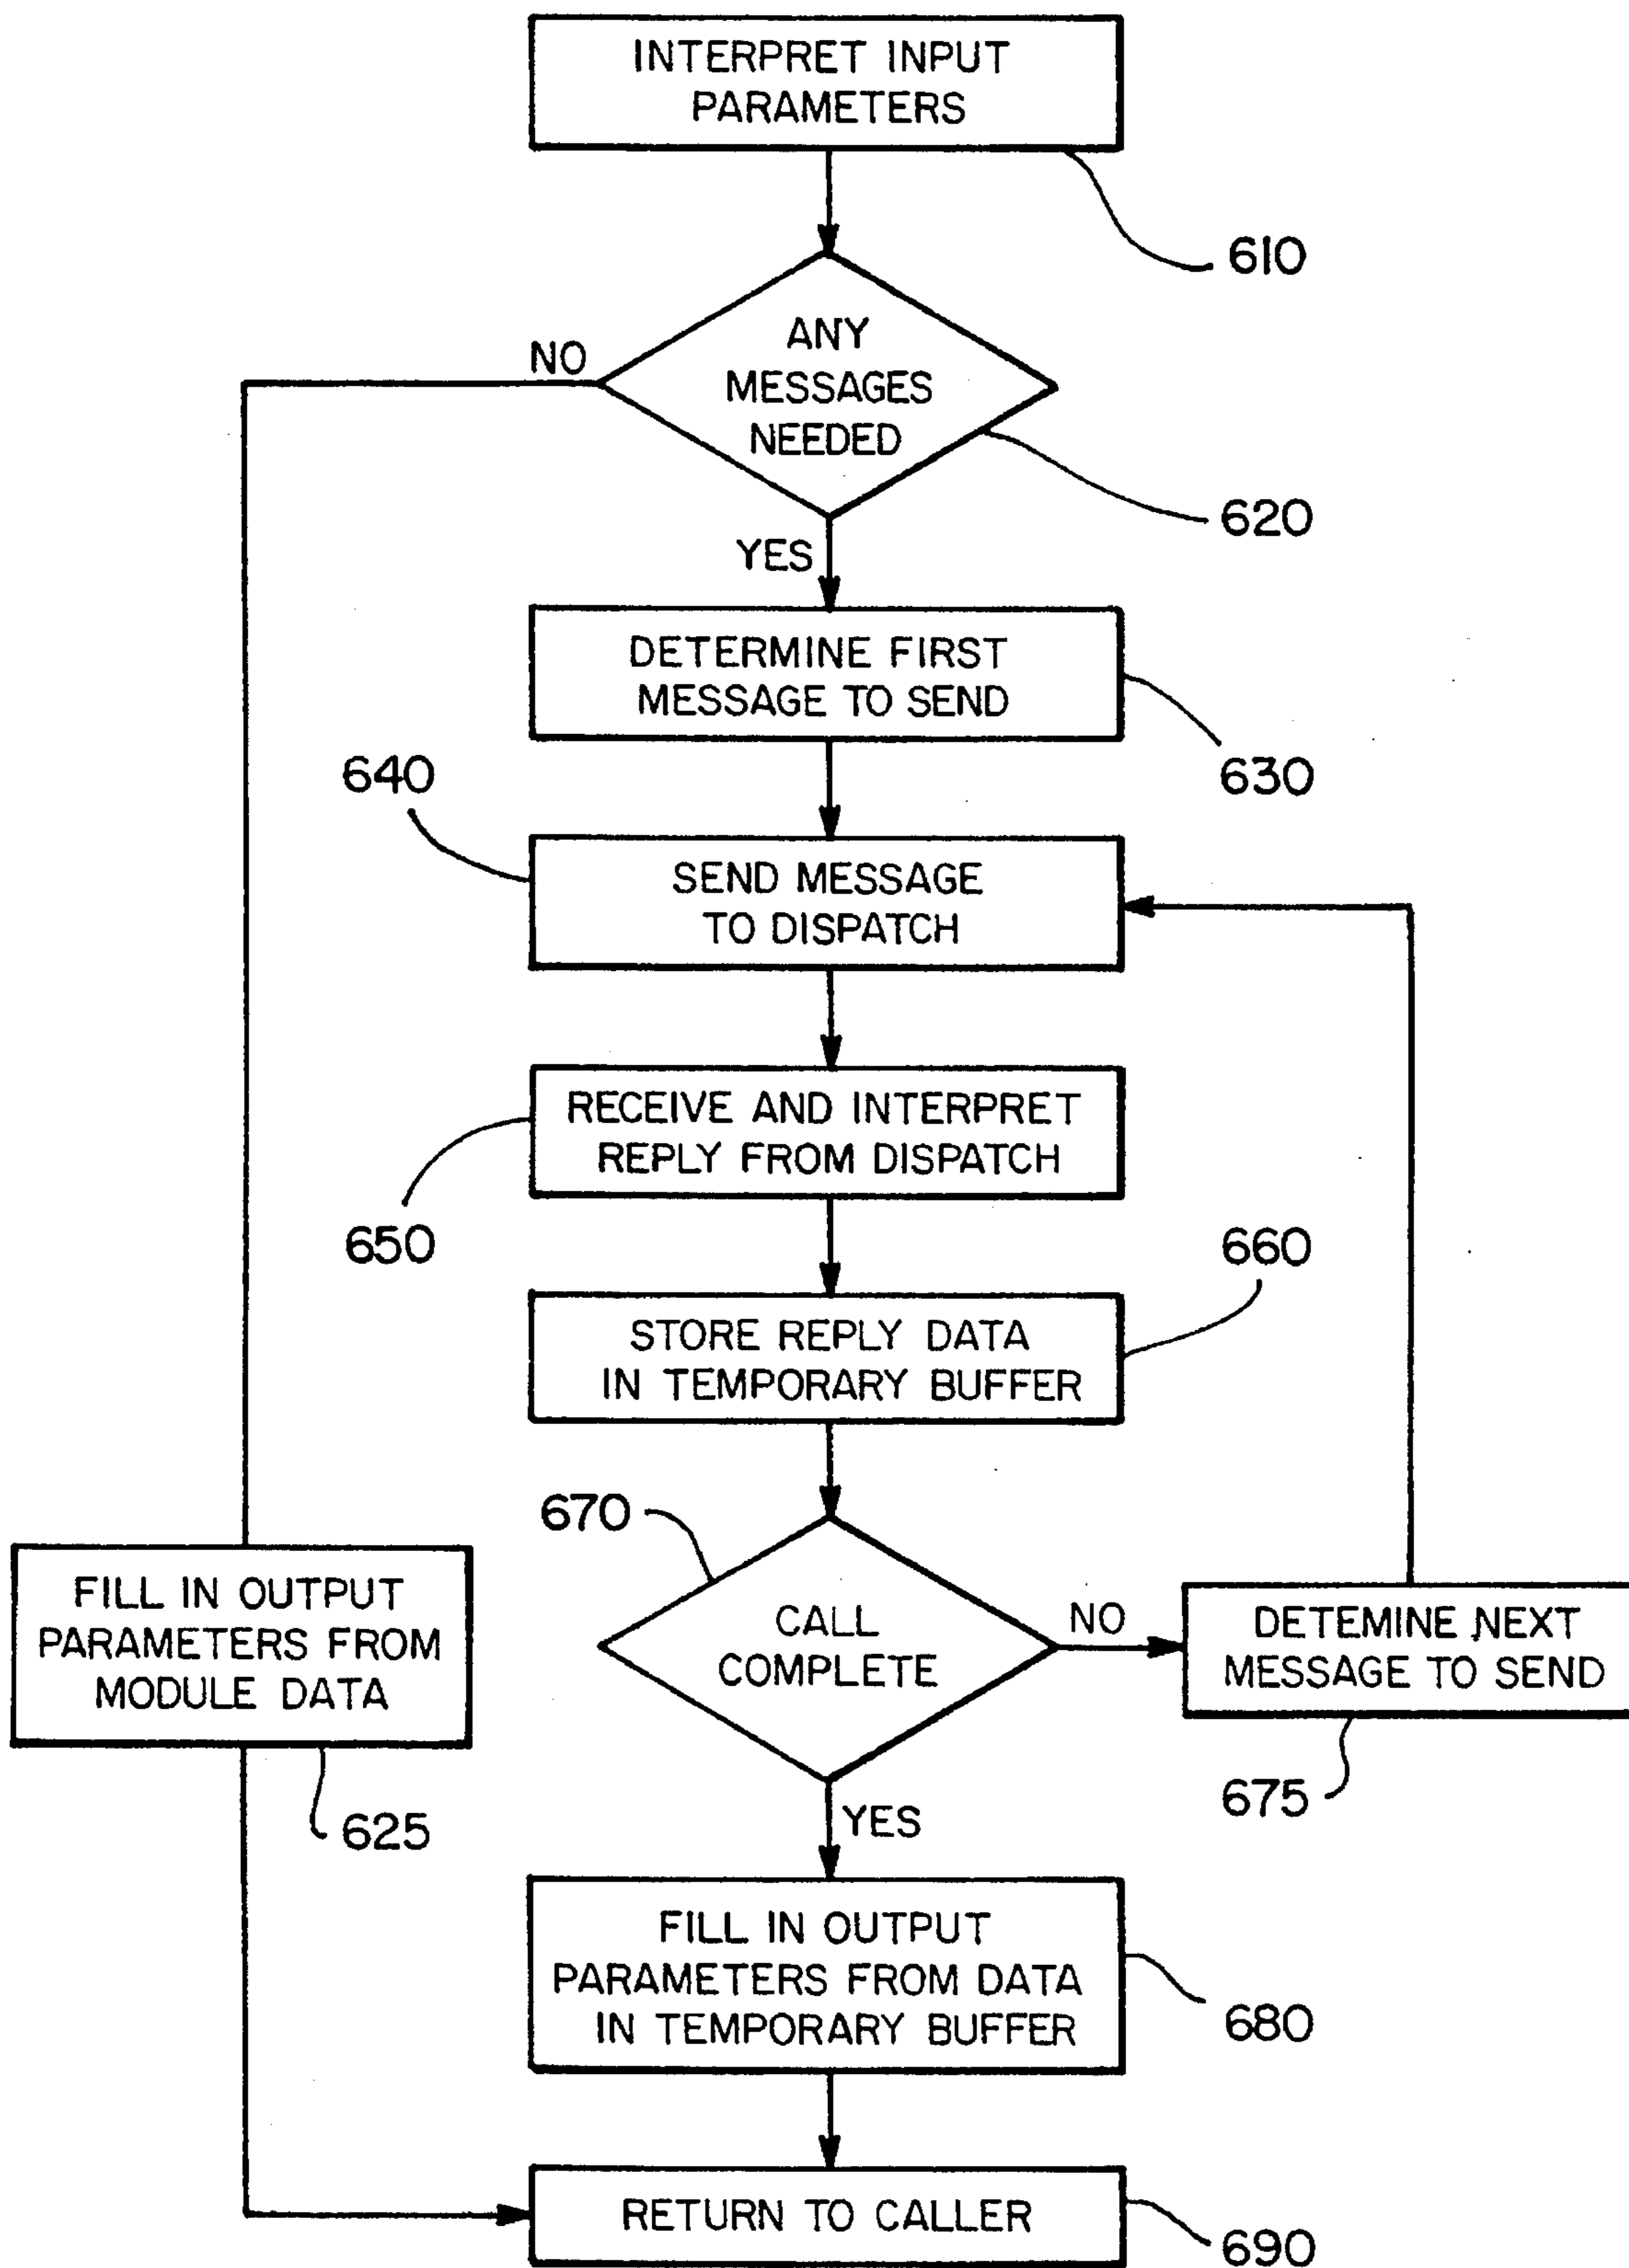 INTERPRET INPUT
PARAMETERS
610
ANY
MESSAGES
NEEDED
NO
620
YES
DETERMINE FIRST
MESSAGE TO SEND
630
640
SEND MESSAGE
TO DISPATCH
RECEIVE AND INTERPRET
REPLY FROM DISPATCH
650
660
STORE REPLY DATA
IN TEMPORARY BUFFER
670
CALL
COMPLETE
NO
DETEMINE NEXT
MESSAGE TO SEND
675
FILL IN OUTPUT
PARAMETERS FROM
MODULE DATA
625
YES
FILL IN OUTPUT
PARAMETERS FROM DATA
IN TEMPORARY BUFFER
680
RETURN TO CALLER
690